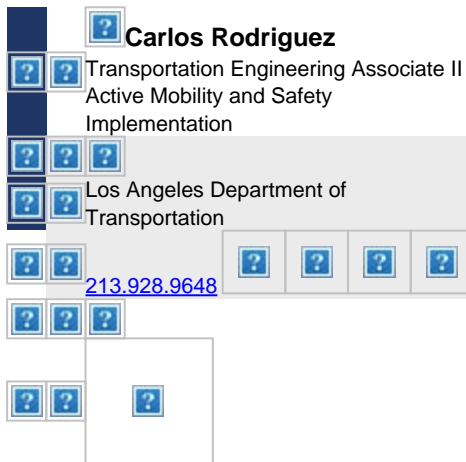 Carlos Rodriguez
Transportation Engineering Associate II
Active Mobility and Safety
Implementation
Los Angeles Department of
Transportation
213.928.9648